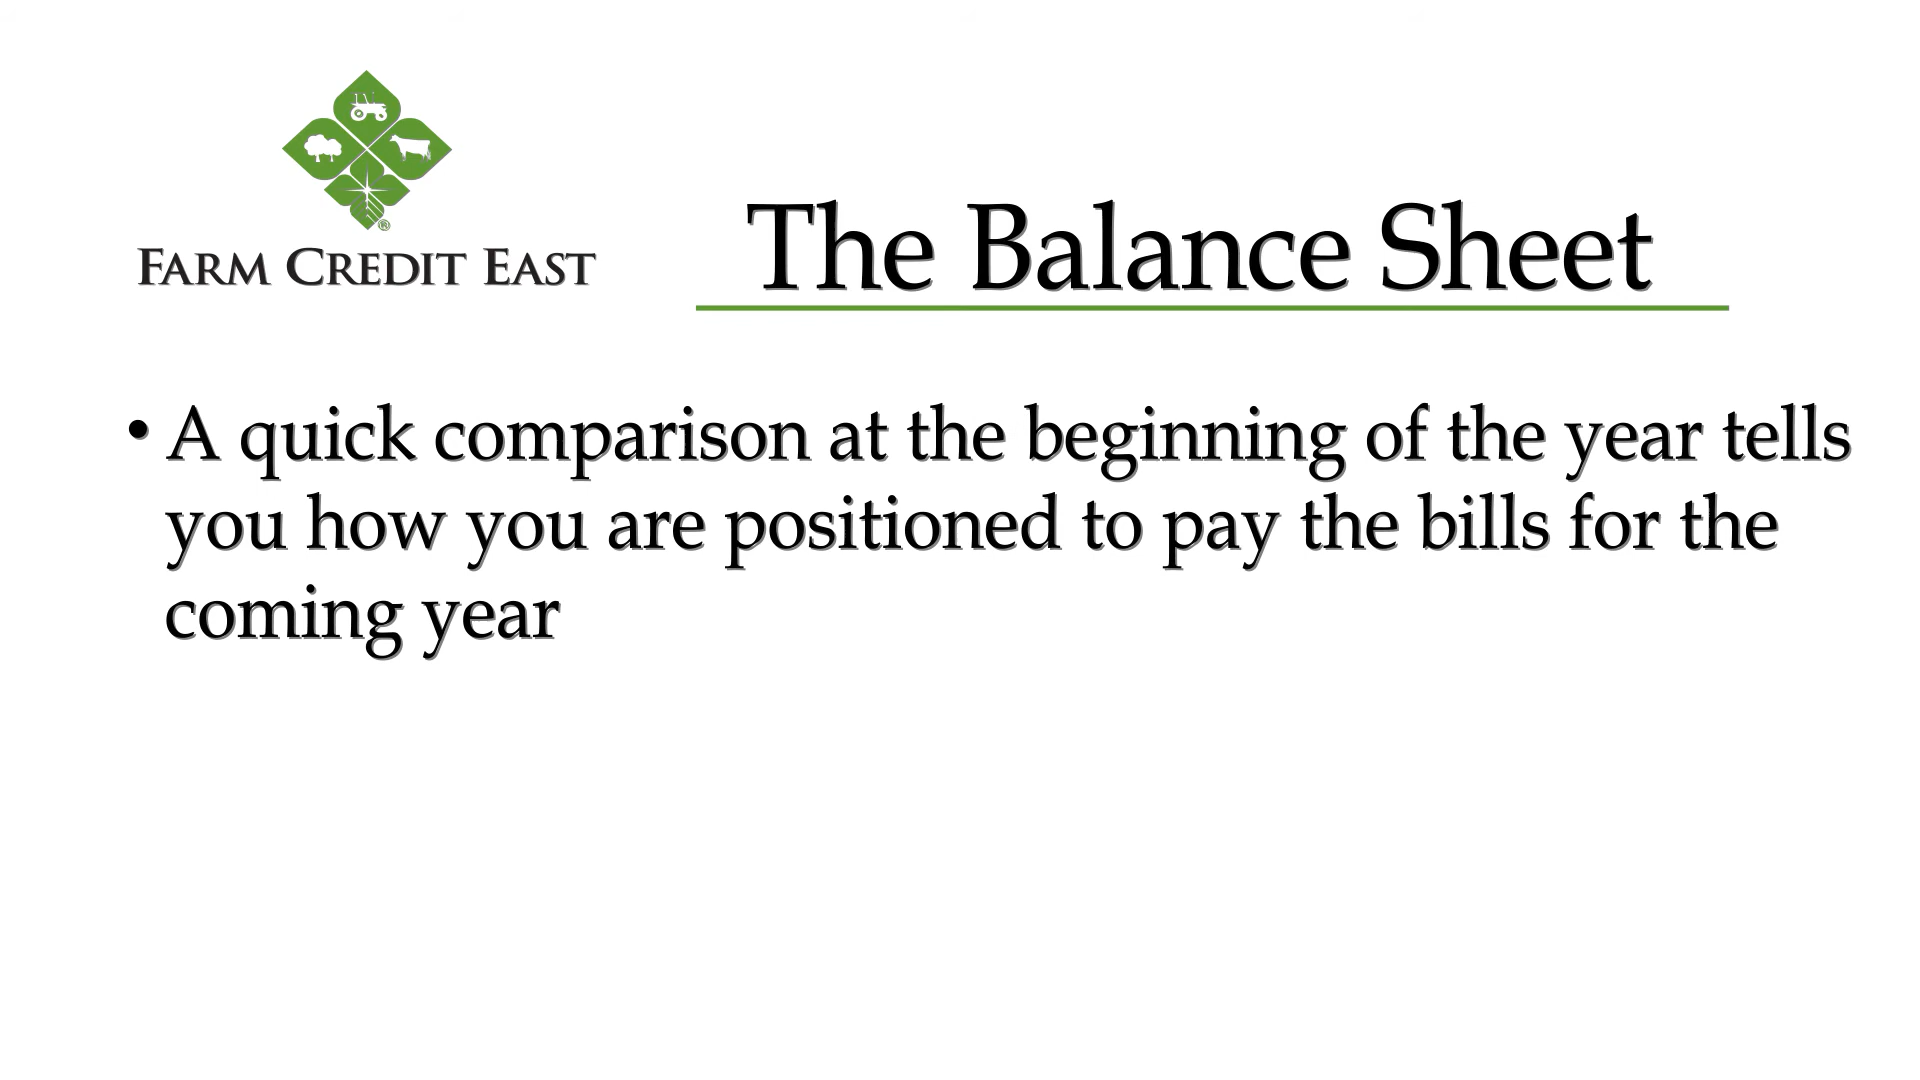 ®
FARM CREDIT EAST
The Balance Sheet
• A quick comparison at the beginning of the year tells
you how you are positioned to pay the bills for the
coming year